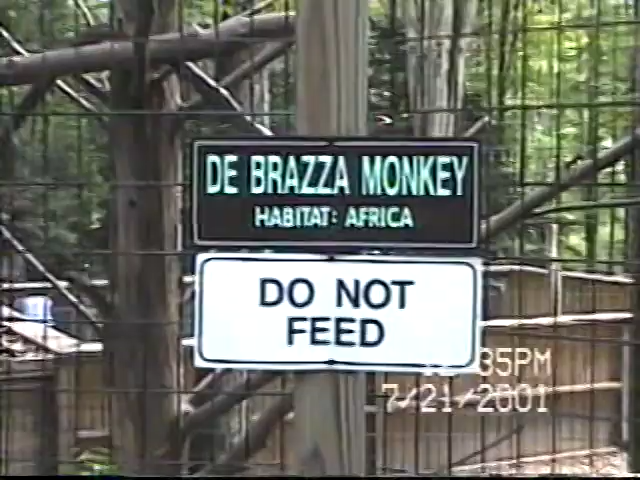 DE BRAZZA MONKEY
HABITAT: AFRICA
DO NOT
FEED
:35PM
7/21/2001